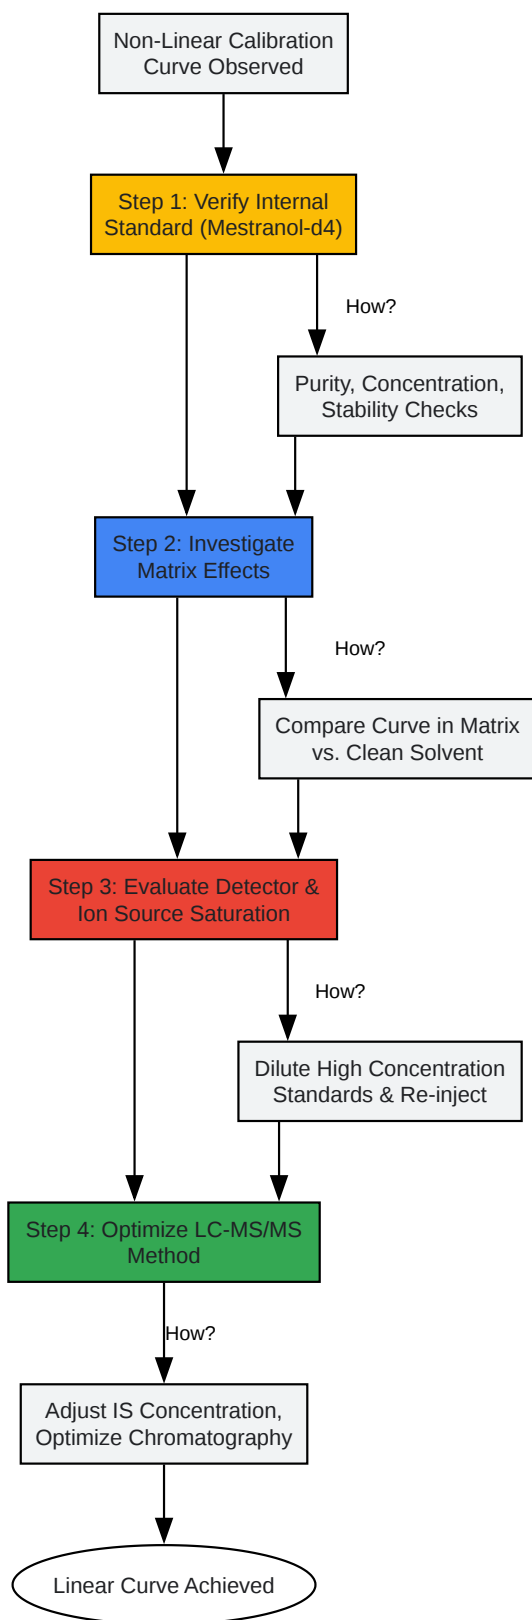 Non-Linear Calibration
Curve Observed
Step 1: Verify Internal
Standard (Mestranol-d4)
How?
Purity, Concentration,
Stability Checks
Step 2: Investigate
Matrix Effects
How?
Compare Curve in Matrix
vs. Clean Solvent
Step 3: Evaluate Detector &
Ion Source Saturation
How?
Dilute High Concentration
Standards & Re-inject
Step 4: Optimize LC-MS/MS
Method
How?
Adjust IS Concentration,
Optimize Chromatography
Linear Curve Achieved